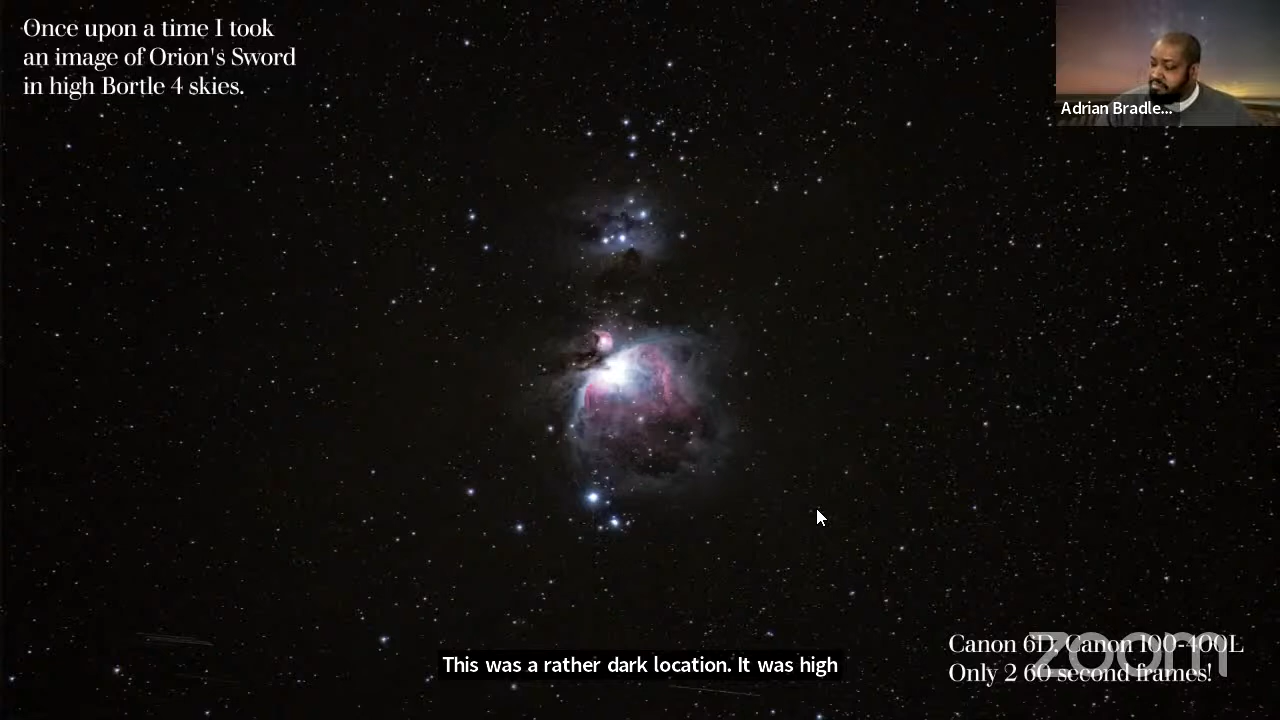 Once upon a time I took
an image of Orion's Sword
in high Bortle 4 skies.
Adrian Bradle...
This was a rather dark location. It was high
Canon 6D, Canon 100-400L
Only 2 60 second frames!
zoom